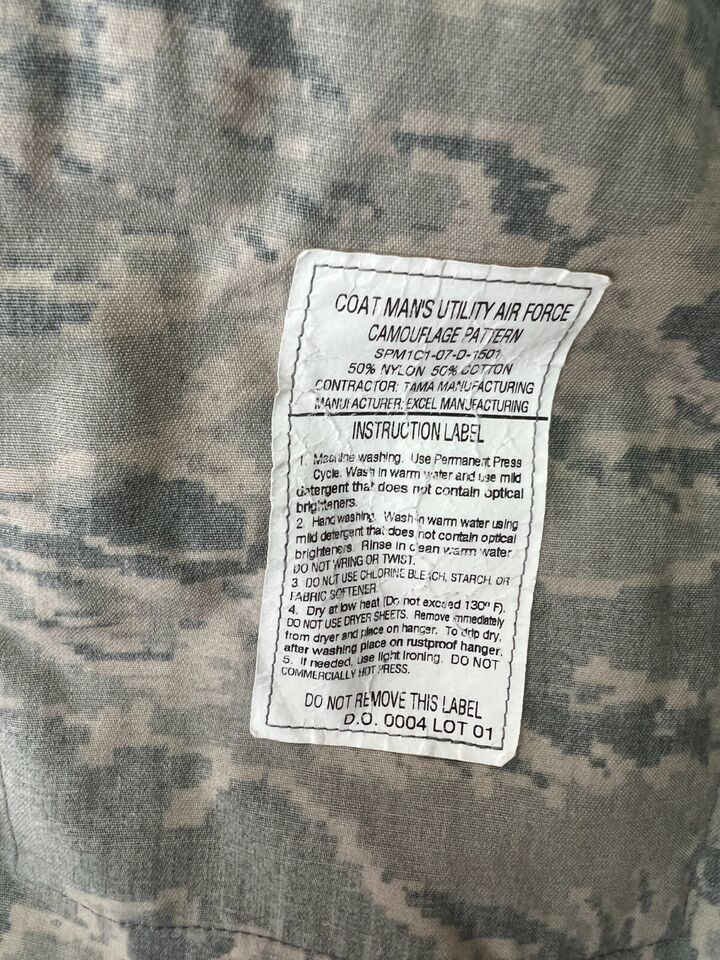 COAT MAN'S UTILITY AIR FORCE
CAMOUFLAGE PATTERN
SPM1C1-07-D-1501
50% NYLON 50% COTTON
CONTRACTOR: TAMA MANUFACTURING
MANUFACTURER: EXCEL MANUFACTURING
INSTRUCTION LABEL
1. Machine washing. Use Permanent Press
Cycle. Wash in warm water and use mild
detergent that does not contain optical
brighteners.
2. Hand washing. Wash in warm water using
mild detergent that does not contain optical
brighteners. Rinse in clean warm water.
DO NOT WRING OR TWIST.
3. DO NOT USE CHLORINE BLEACH, STARCH, OR
FABRIC SOFTENER.
4. Dry at low heat (Do not exceed 130° F).
DO NOT USE DRYER SHEETS. Remove immediately
from dryer and place on hanger. To drip dry,
after washing place on rustproof hanger.
5. If needed, use light ironing. DO NOT
COMMERCIALLY HOT PRESS.
DO NOT REMOVE THIS LABEL
D.O. 0004 LOT 01